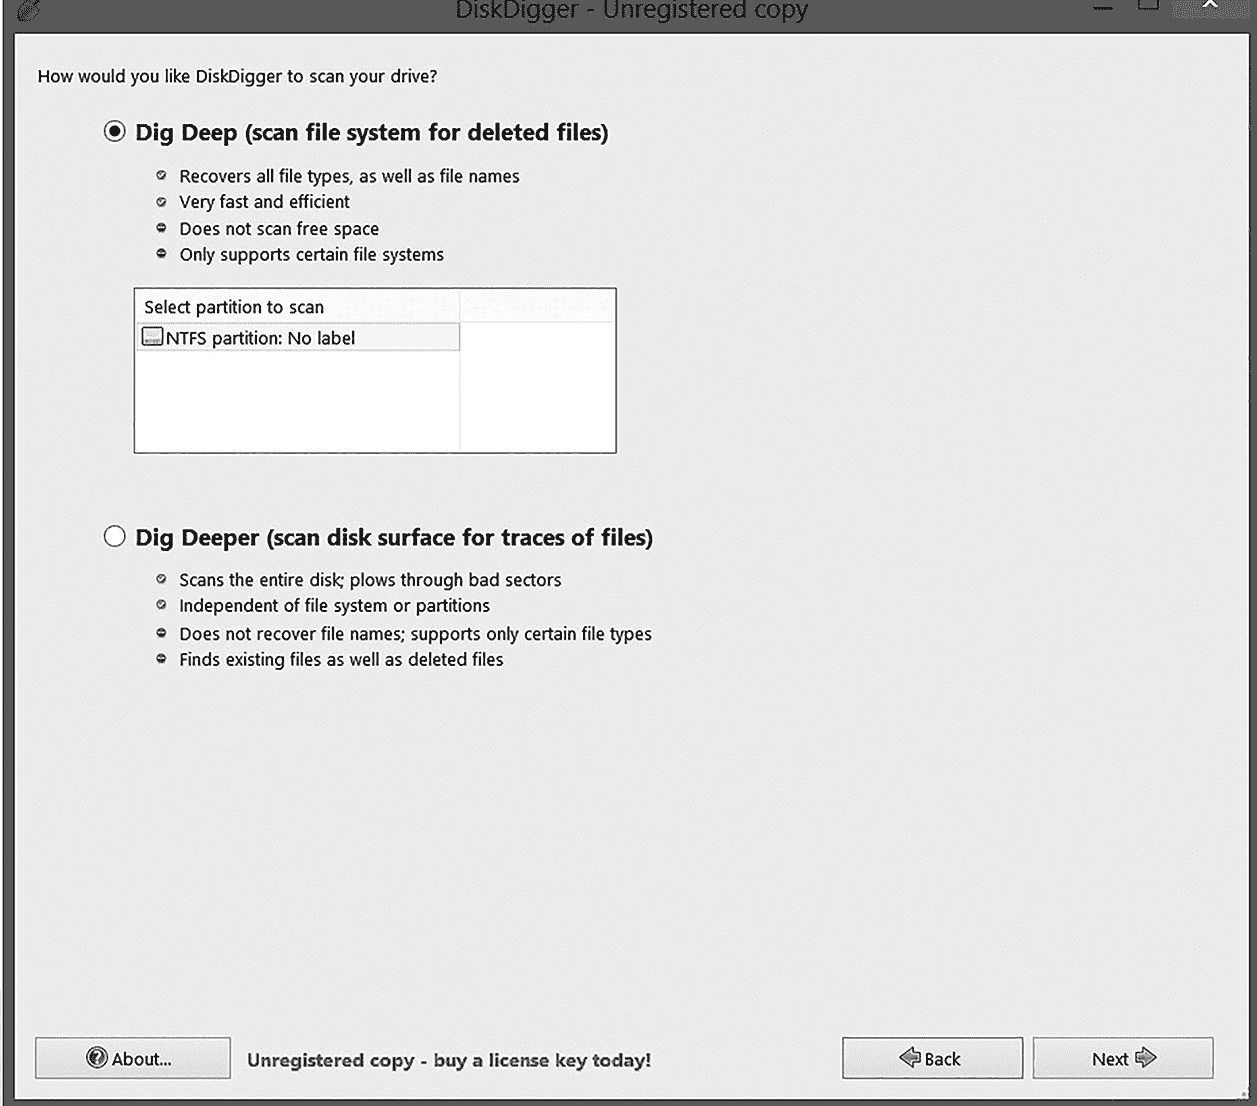 DiskDigger - Unregistered copy
How would you like DiskDigger to scan your drive?
Dig Deep (scan file system for deleted files)
Recovers all file types, as well as file names
Very fast and efficient
Does not scan free space
Only supports certain file systems
Select partition to scan
NTFS partition: No label
Dig Deeper (scan disk surface for traces of files)
Scans the entire disk; plows through bad sectors
Independent of file system or partitions
Does not recover file names; supports only certain file types
Finds existing files as well as deleted files
About... Unregistered copy - buy a license key today! Back Next